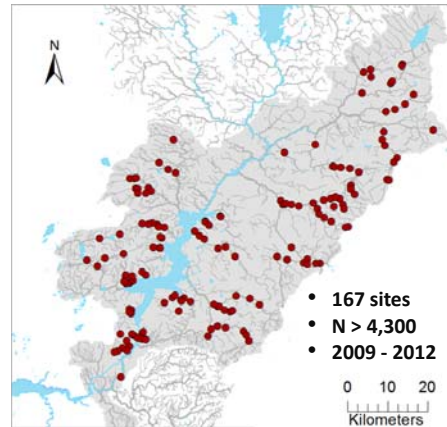 N
• 167 sites
• N > 4,300
• 2009 - 2012
0 10 20
Kilometers